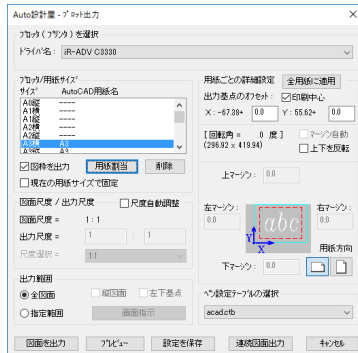 Auto設計屋 - プロット出力
プロッタ ( プリンタ ) を選択
ドライバ名 : iR-ADV C3330
プロッタ/用紙サイズ
サイズ AutoCAD用紙名
A0縦 ----
A1横 ----
A1縦 ----
A2横 ----
A2縦 ----
A3横 A3
A3縦 A3
図枠を出力 用紙割当 削除
現在の用紙サイズで固定
図面尺度 / 出力尺度 尺度自動調整
図面尺度 = 1 : 1
出力尺度 = 1 : 1
尺度選択 = 1:1
出力範囲
全図面 縦図面 左下基点
指定範囲 画面指示
用紙ごとの詳細設定 全用紙に適用
出力基点のオフセット : 印刷中心
X : -67.39+ 0.0 Y : 55.62+ 0.0
[ 回転角 = 0 度 ] マージン自動
(296.92 x 419.94) 上下を反転
上マージン : 0.0
左マージン : 右マージン :
0.0 abc 0.0
Y
X 用紙方向
下マージン : 0.0
ペン設定テーブルの選択
acad.ctb
図面を出力 プレビュー 設定を保存 連続図面出力 キャンセル